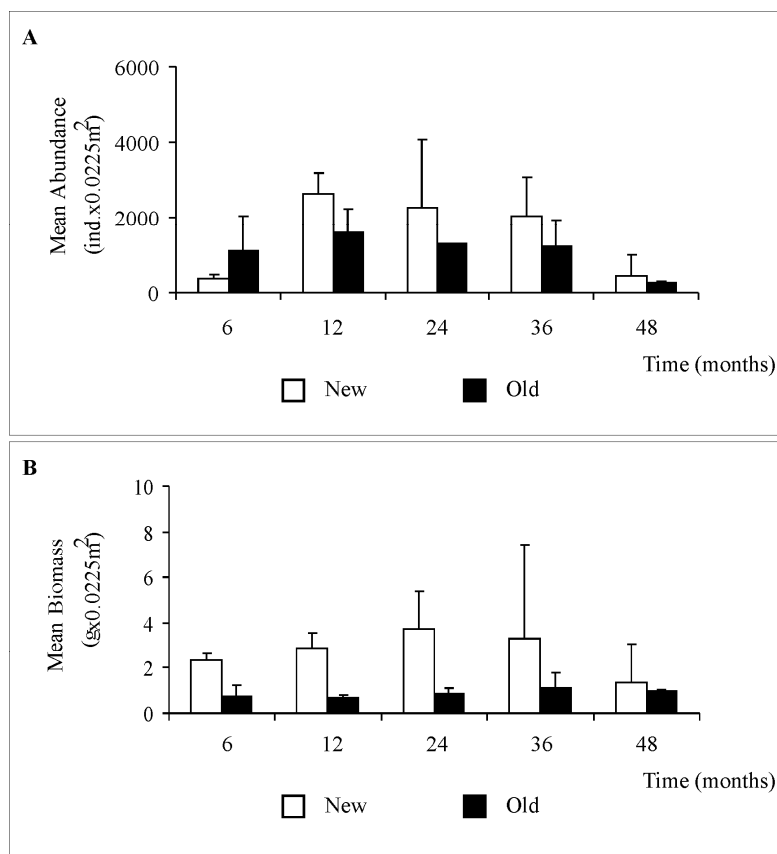 A
Mean Abundance
(ind.x0.0225m²)
6000
4000
2000
0
6 12 24 36 48
Time (months)
New Old
B
Mean Biomass
(gx0.0225m²)
10
8
6
4
2
0
6 12 24 36 48
Time (months)
New Old